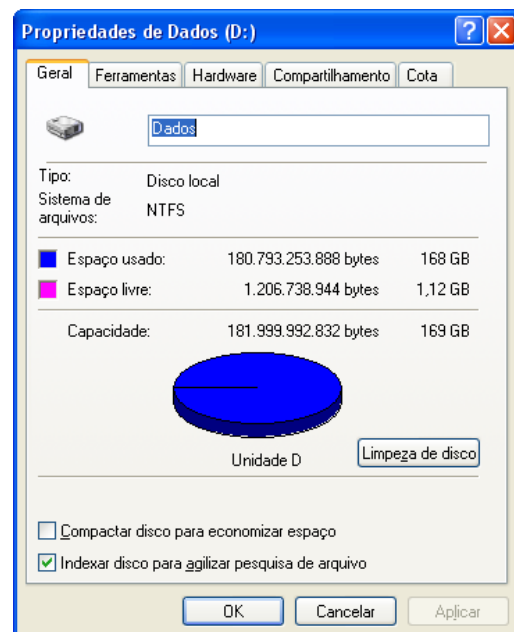 Propriedades de Dados (D:)
Geral Ferramentas Hardware Compartilhamento Cota
Dados
Tipo: Disco local
Sistema de
arquivos: NTFS
Espaço usado: 180.793.253.888 bytes 168 GB
Espaço livre: 1.206.738.944 bytes 1,12 GB
Capacidade: 181.999.992.832 bytes 169 GB
Unidade D
Limpeza de disco
Compactar disco para economizar espaço
Indexar disco para agilizar pesquisa de arquivo
OK Cancelar Aplicar